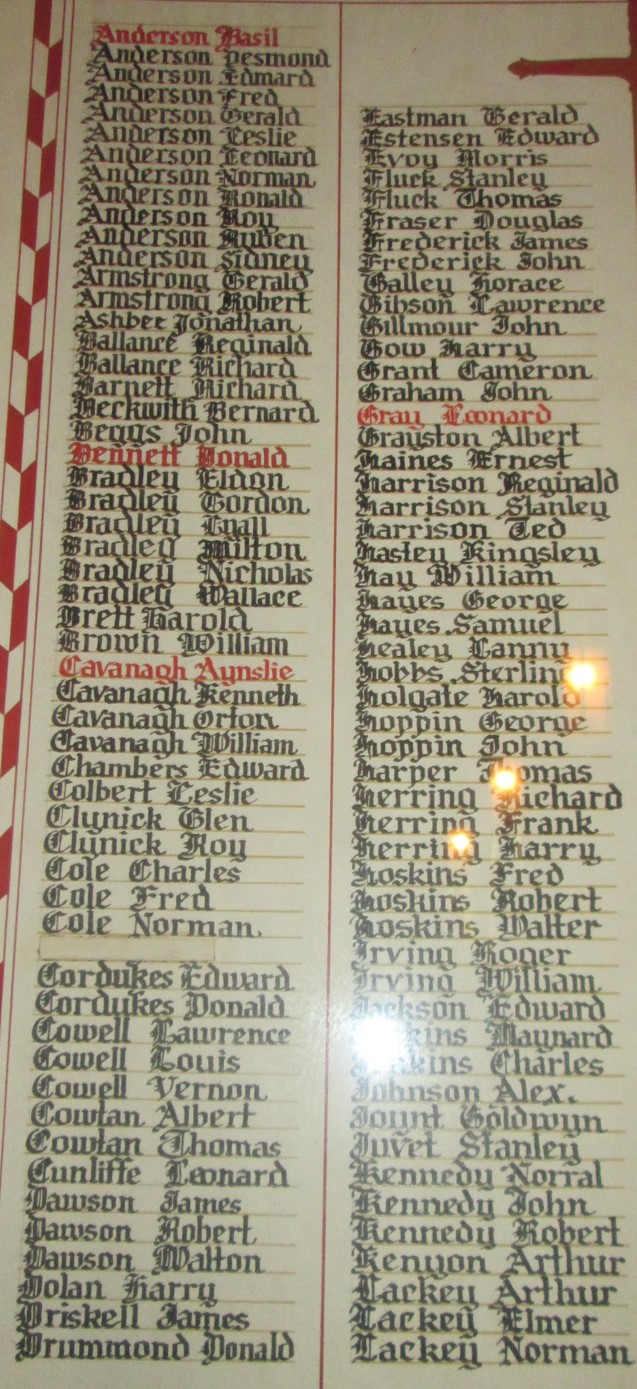 Anderson Basil
Anderson Desmond
Anderson Edward
Anderson Fred
Anderson Gerald
Anderson Leslie
Anderson Leonard
Anderson Norman
Anderson Ronald
Anderson Roy
Anderson Ruben
Anderson Sidney
Armstrong Gerald
Armstrong Robert
Ashbee Jonathan
Ballance Reginald
Ballance Richard
Barnett Richard
Beckwith Bernard
Beggs John
Bennett Donald
Bradley Eldon
Bradley Gordon
Bradley Lyall
Bradley Milton
Bradley Nicholas
Bradley Wallace
Brett Harold
Brown William
Cavanagh Aynslie
Cavanagh Kenneth
Cavanagh Orton
Cavanagh William
Chambers Edward
Colbert Leslie
Clynick Glen
Clynick Roy
Cole Charles
Cole Fred
Cole Norman
Cordukes Edward
Cordukes Donald
Cowell Lawrence
Cowell Louis
Cowell Vernon
Cowtan Albert
Cowtan Thomas
Cunliffe Leonard
Dawson James
Dawson Robert
Dawson Walton
Dolan Harry
Driskell James
Drummond Donald
Eastman Gerald
Estensen Edward
Evoy Morris
Fluck Stanley
Fluck Thomas
Fraser Douglas
Frederick James
Frederick John
Galley Horace
Gibson Lawrence
Gillmour John
Gow Harry
Grant Cameron
Graham John
Gray Leonard
Grayston Albert
Haines Ernest
Harrison Reginald
Harrison Stanley
Harrison Ted
Hasley Kingsley
Hay William
Hayes George
Hayes Samuel
Healey Lanny
Hobbs Sterling
Holgate Harold
Hoppin George
Hoppin John
Harper Thomas
Herring Richard
Herring Frank
Herring Harry
Hoskins Fred
Hoskins Robert
Hoskins Walter
Irving Roger
Irving William
Jackson Edward
Maynard
Charles
Johnson Alex.
Jount Goldwyn
Juvet Stanley
Kennedy Norral
Kennedy John
Kennedy Robert
Kenyon Arthur
Lackey Arthur
Lackey Elmer
Lackey Norman